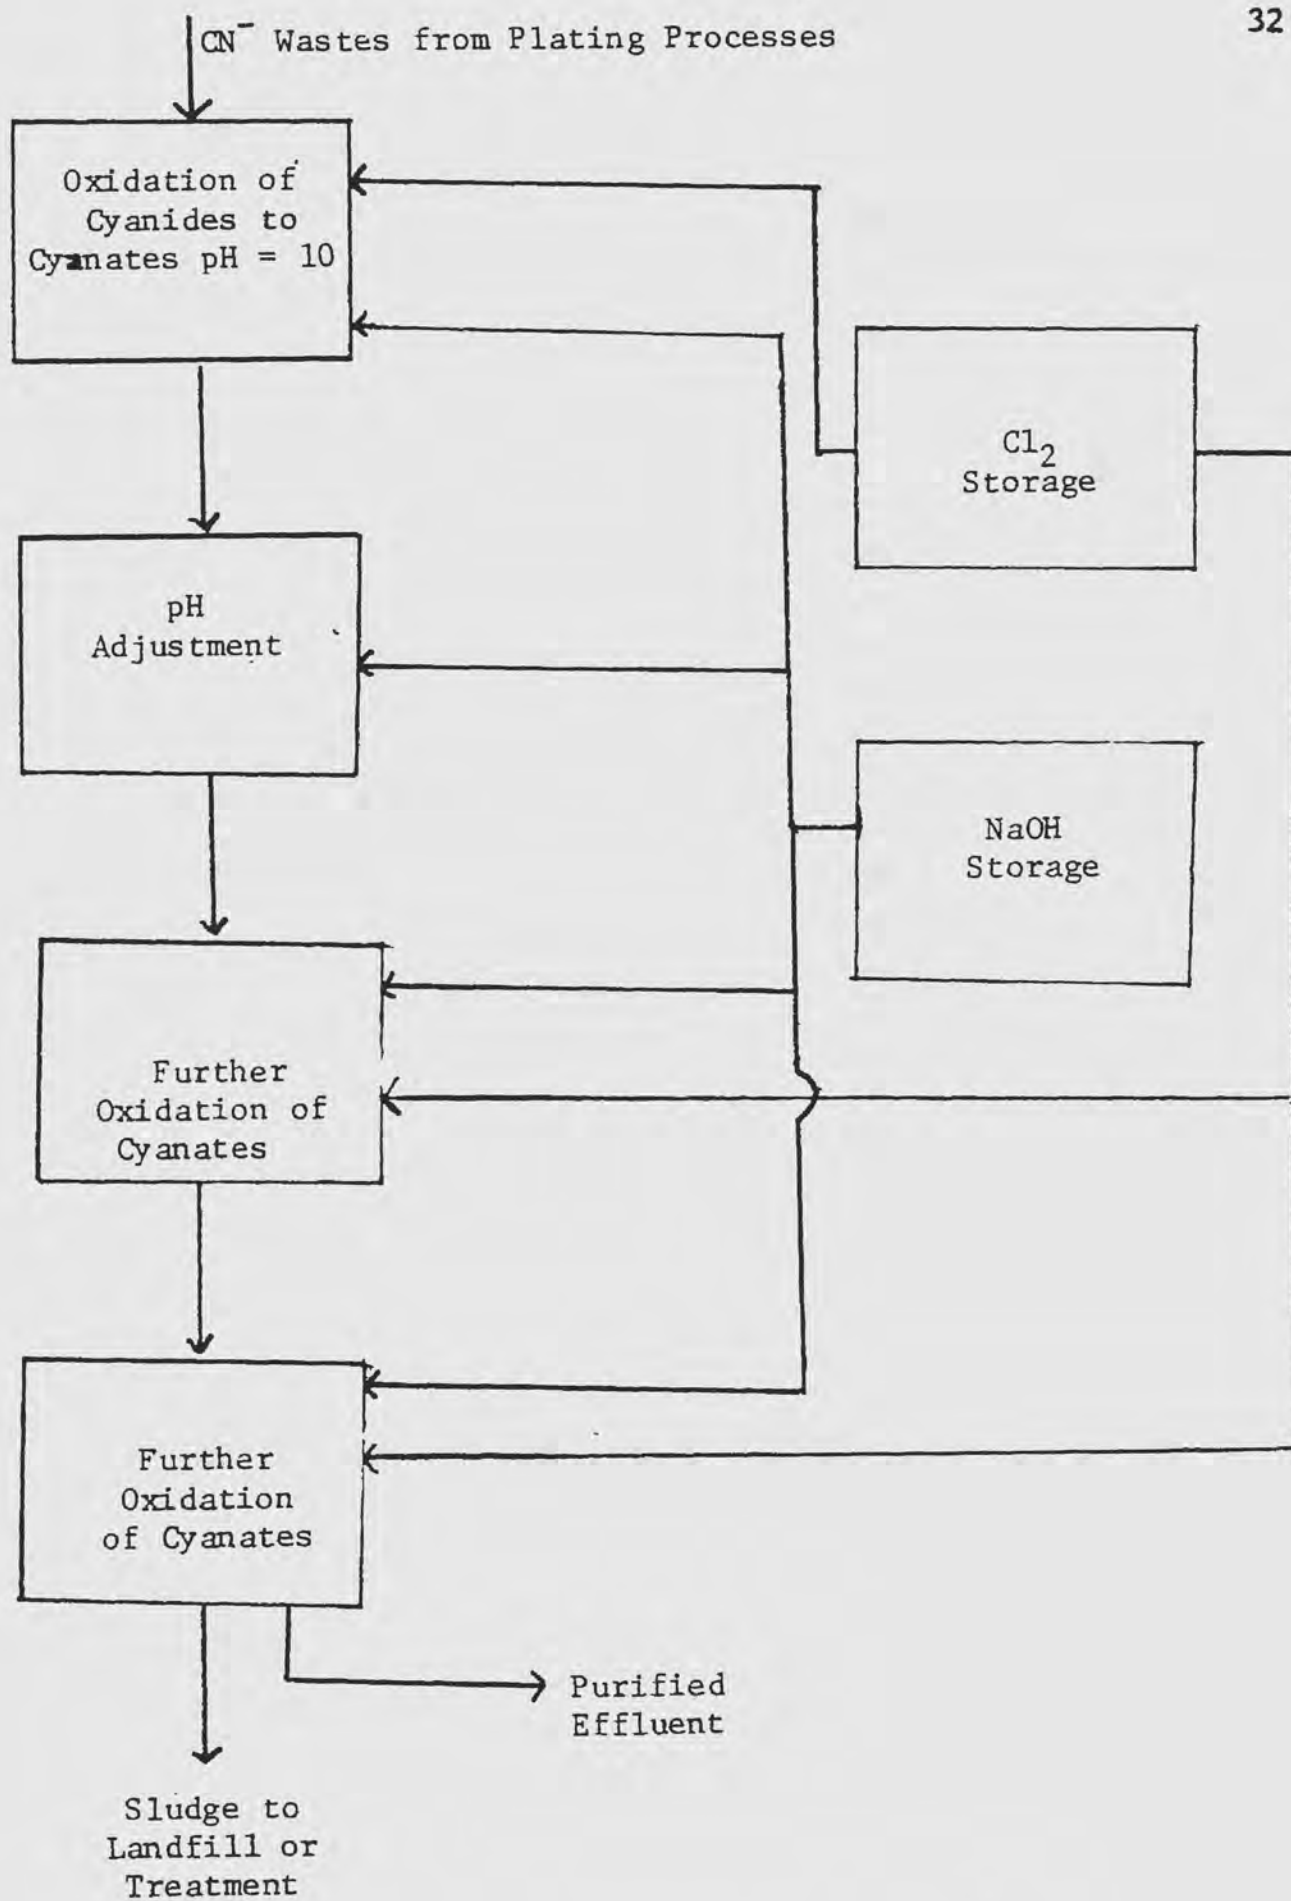 32
CN⁻ Wastes from Plating Processes
Oxidation of
Cyanides to
Cyanates pH = 10
Cl₂
Storage
pH
Adjustment
NaOH
Storage
Further
Oxidation of
Cyanates
Further
Oxidation
of Cyanates
Purified
Effluent
Sludge to
Landfill or
Treatment